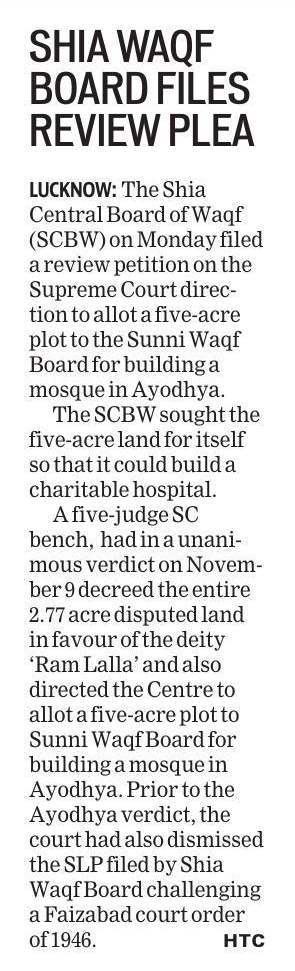 SHIA WAQF
BOARD FILES
REVIEW PLEA
LUCKNOW: The Shia
Central Board of Waqf
(SCBW) on Monday filed
a review petition on the
Supreme Court direc-
tion to allot a five-acre
plot to the Sunni Waqf
Board for building a
mosque in Ayodhya.
The SCBW sought the
five-acre land for itself
so that it could build a
charitable hospital.
A five-judge SC
bench, had in a unani-
mous verdict on Novem-
ber 9 decreed the entire
2.77 acre disputed land
in favour of the deity
‘Ram Lalla’ and also
directed the Centre to
allot a five-acre plot to
Sunni Waqf Board for
building a mosque in
Ayodhya. Prior to the
Ayodhya verdict, the
court had also dismissed
the SLP filed by Shia
Waqf Board challenging
a Faizabad court order
of 1946. HTC